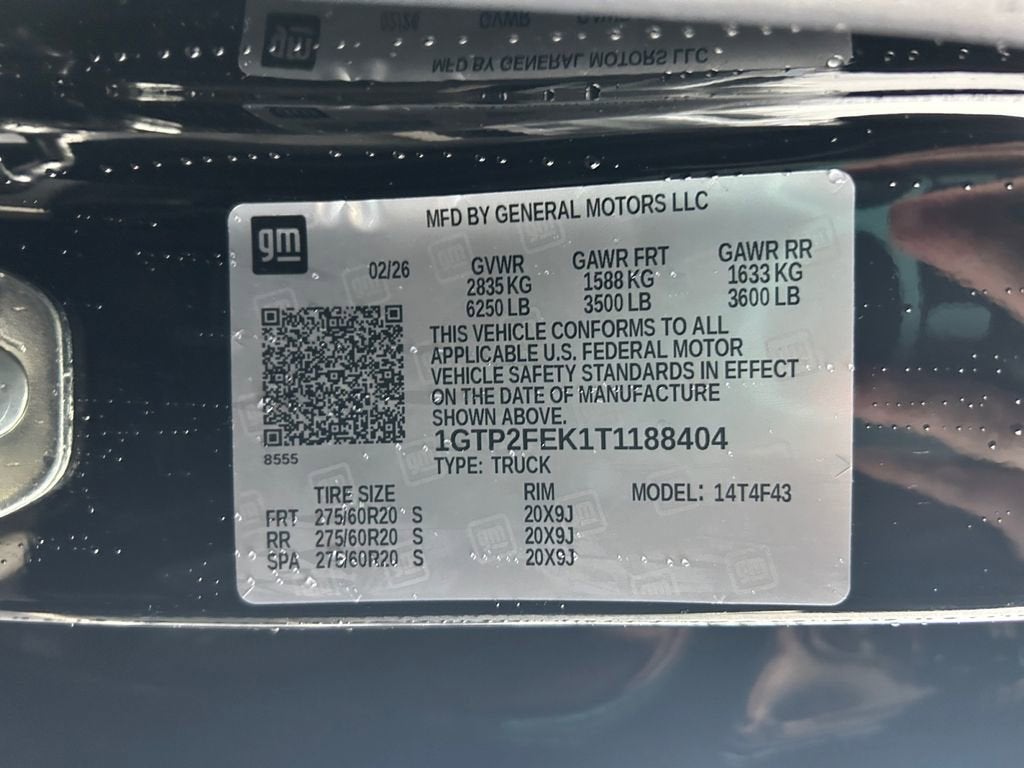 MFD BY GENERAL MOTORS LLC
gm
02/26
GVWR GAWR FRT GAWR RR
2835 KG 1588 KG 1633 KG
6250 LB 3500 LB 3600 LB
THIS VEHICLE CONFORMS TO ALL
APPLICABLE U.S. FEDERAL MOTOR
VEHICLE SAFETY STANDARDS IN EFFECT
ON THE DATE OF MANUFACTURE
SHOWN ABOVE.
1GTP2FEK1T1188404
8555
TYPE: TRUCK
TIRE SIZE RIM MODEL: 14T4F43
FRT 275/60R20 S 20X9J
RR 275/60R20 S 20X9J
SPA 275/60R20 S 20X9J